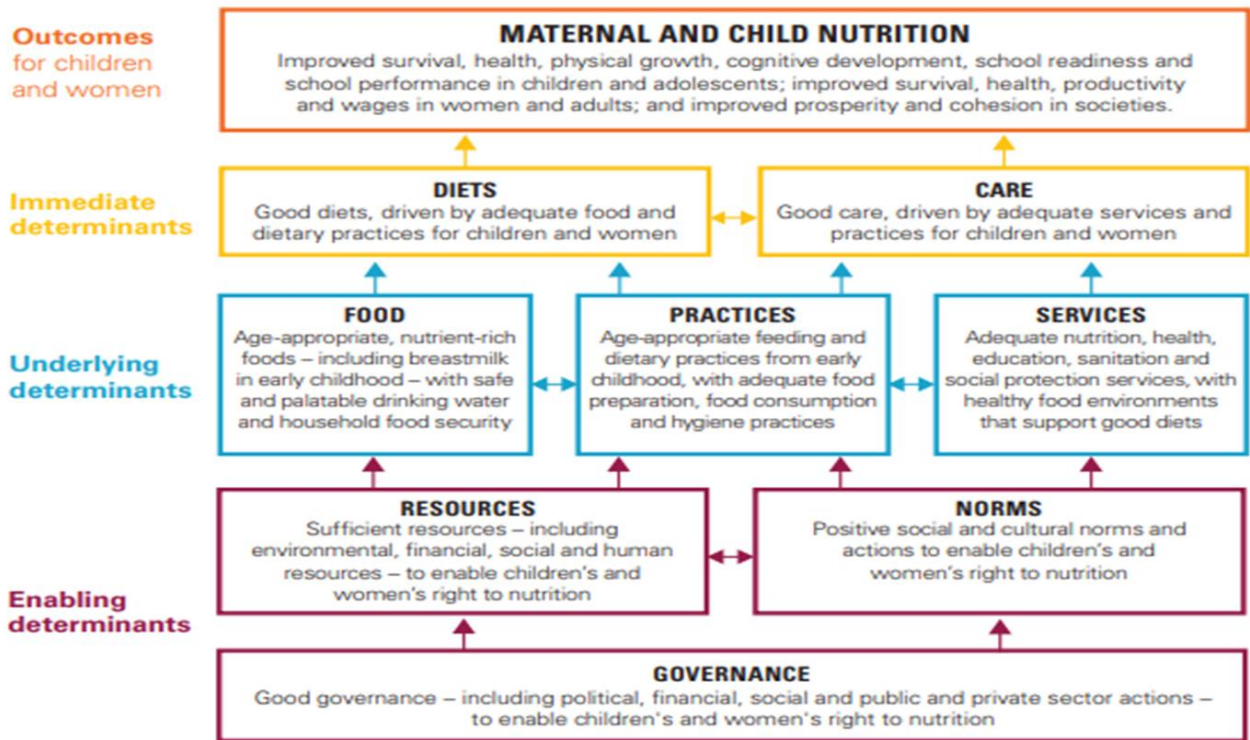 Outcomes
for children
and women
MATERNAL AND CHILD NUTRITION
Improved survival, health, physical growth, cognitive development, school readiness and
school performance in children and adolescents; improved survival, health, productivity
and wages in women and adults; and improved prosperity and cohesion in societies.
Immediate
determinants
DIETS
Good diets, driven by adequate food and
dietary practices for children and women
CARE
Good care, driven by adequate services and
practices for children and women
Underlying
determinants
FOOD
Age-appropriate, nutrient-rich
foods – including breastmilk
in early childhood – with safe
and palatable drinking water
and household food security
PRACTICES
Age-appropriate feeding and
dietary practices from early
childhood, with adequate food
preparation, food consumption
and hygiene practices
SERVICES
Adequate nutrition, health,
education, sanitation and
social protection services, with
healthy food environments
that support good diets
Enabling
determinants
RESOURCES
Sufficient resources – including
environmental, financial, social and human
resources – to enable children's and
women's right to nutrition
NORMS
Positive social and cultural norms and
actions to enable children's and
women's right to nutrition
GOVERNANCE
Good governance – including political, financial, social and public and private sector actions –
to enable children's and women's right to nutrition